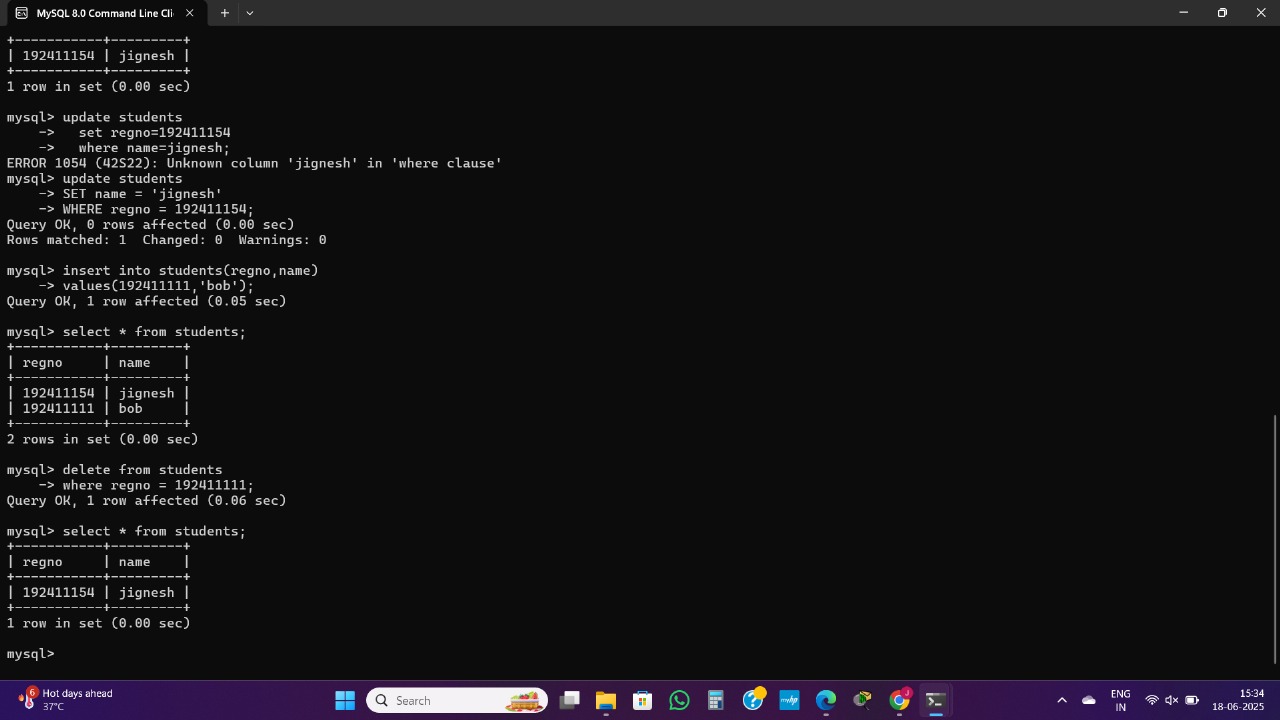 MySQL 8.0 Command Line Cli
+-----------+---------+
| 192411154 | jignesh |
+-----------+---------+
1 row in set (0.00 sec)
mysql> update students
    ->   set regno=192411154
    ->   where name=jignesh;
ERROR 1054 (42S22): Unknown column 'jignesh' in 'where clause'
mysql> update students
    -> SET name = 'jignesh'
    -> WHERE regno = 192411154;
Query OK, 0 rows affected (0.00 sec)
Rows matched: 1  Changed: 0  Warnings: 0
mysql> insert into students(regno,name)
    -> values(192411111,'bob');
Query OK, 1 row affected (0.05 sec)
mysql> select * from students;
+-----------+---------+
| regno     | name    |
+-----------+---------+
| 192411154 | jignesh |
| 192411111 | bob     |
+-----------+---------+
2 rows in set (0.00 sec)
mysql> delete from students
    -> where regno = 192411111;
Query OK, 1 row affected (0.06 sec)
mysql> select * from students;
+-----------+---------+
| regno     | name    |
+-----------+---------+
| 192411154 | jignesh |
+-----------+---------+
1 row in set (0.00 sec)
mysql>
6
Hot days ahead
37°C
Search
myhp
J
ENG
IN
15:34
18-06-2025